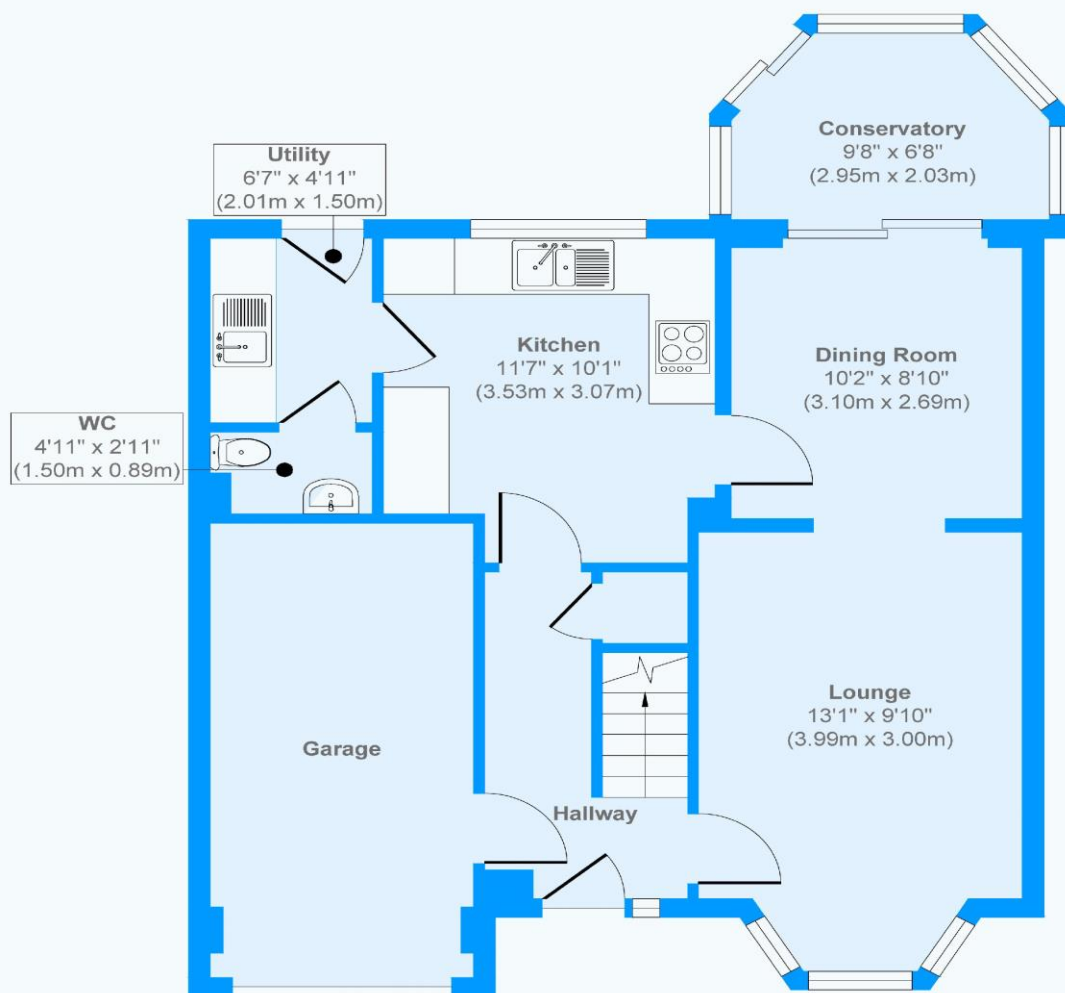 Conservatory
9'8" x 6'8"
(2.95m x 2.03m)
Utility
6'7" x 4'11"
(2.01m x 1.50m)
Kitchen
11'7" x 10'1"
(3.53m x 3.07m)
Dining Room
10'2" x 8'10"
(3.10m x 2.69m)
WC
4'11" x 2'11"
(1.50m x 0.89m)
Lounge
13'1" x 9'10"
(3.99m x 3.00m)
Garage
Hallway